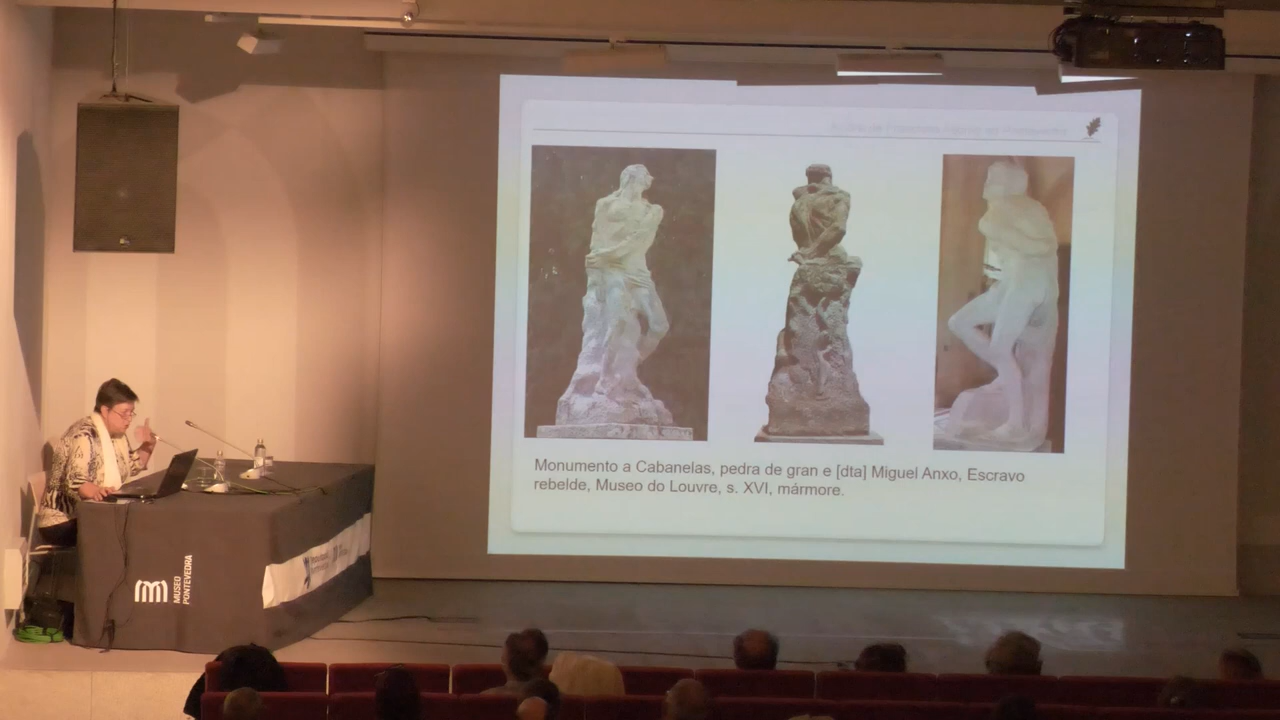 Monumento a Cabanelas, pedra de gran e [dta] Miguel Anxo, Escravo
rebelde, Museo do Louvre, s. XVI, mármore.
MUSEO
PONTEVEDRA